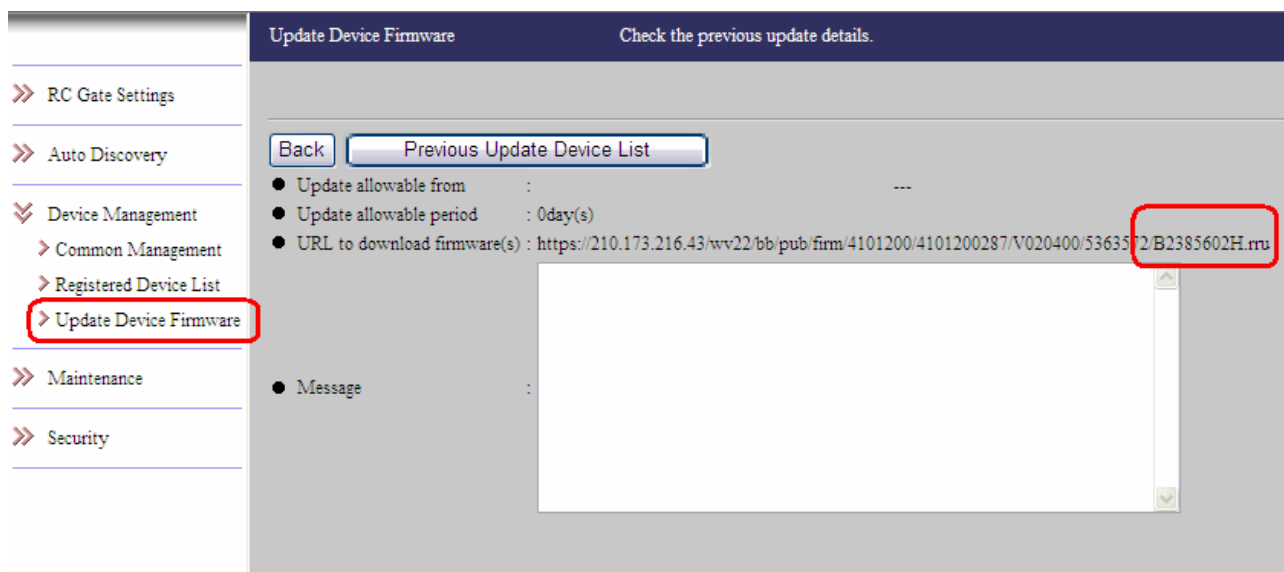 Update Device Firmware Check the previous update details.
RC Gate Settings
Auto Discovery
Device Management
Common Management
Registered Device List
Update Device Firmware
Maintenance
Security
Back Previous Update Device List
Update allowable from : ---
Update allowable period : 0day(s)
URL to download firmware(s) : https://210.173.216.43/wv22/bb/pub/firm/4101200/4101200287/V020400/5363572/B2385602H.rru
Message :